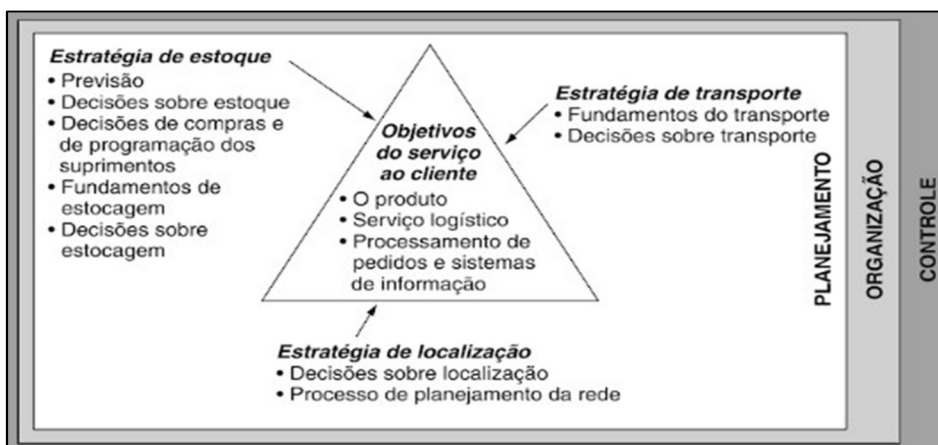 Estratégia de estoque
• Previsão
• Decisões sobre estoque
• Decisões de compras e
de programação dos
suprimentos
• Fundamentos de
estocagem
• Decisões sobre
estocagem
Objetivos
do serviço
ao cliente
• O produto
• Serviço logístico
• Processamento de
pedidos e sistemas
de informação
Estratégia de transporte
• Fundamentos do transporte
• Decisões sobre transporte
Estratégia de localização
• Decisões sobre localização
• Processo de planejamento da rede
PLANEJAMENTO
ORGANIZAÇÃO
CONTROLE